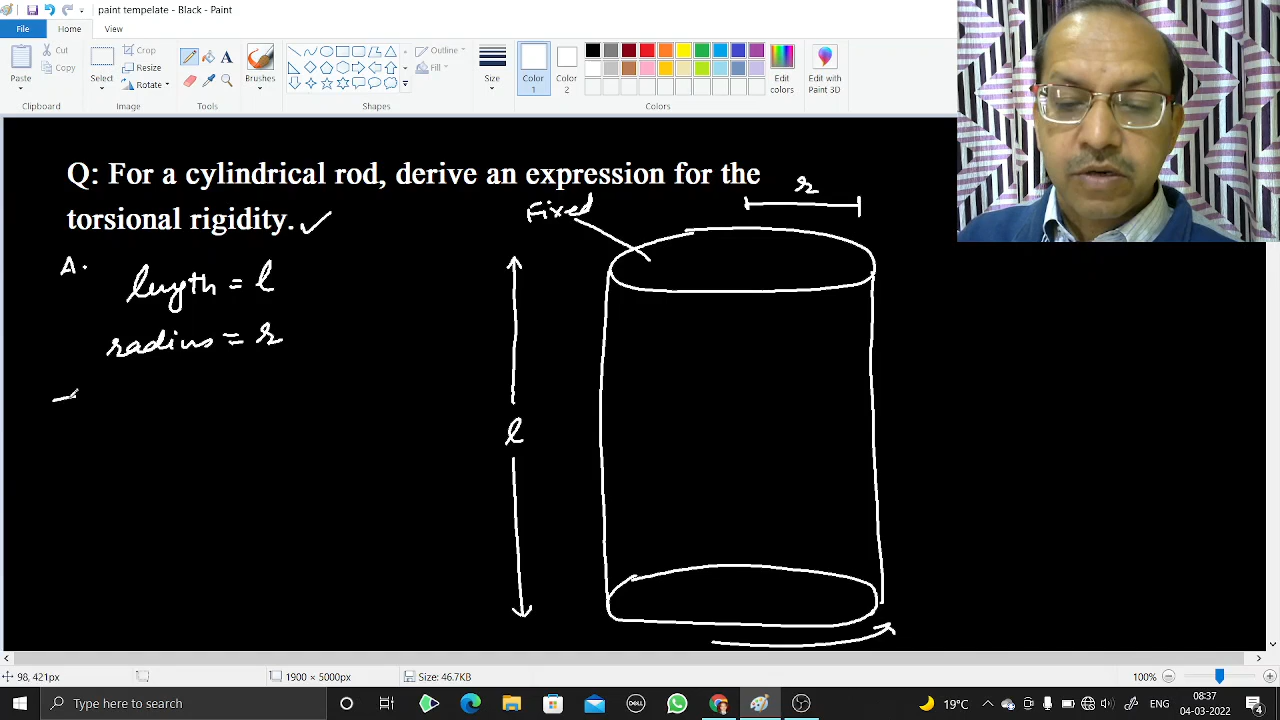 paint template - Black - Paint
File
Home
View
Paste
Cut
Copy
Clipboard
Select
Crop
Resize
Rotate
Image
Tools
Brushes
Shapes
Outline
Fill
Size
Color 1
Color 2
Colors
Edit colors
Edit with Paint 3D
Q: For a cylindrical rod, derive an expression for the
torsional rigidity.
Fixed
r
A.
length = l
radius = r
l
98, 421px
1900 × 5000px
Size: 46.7KB
100%
Type here to search
DELL
19°C
ENG
08:37
04-03-2022